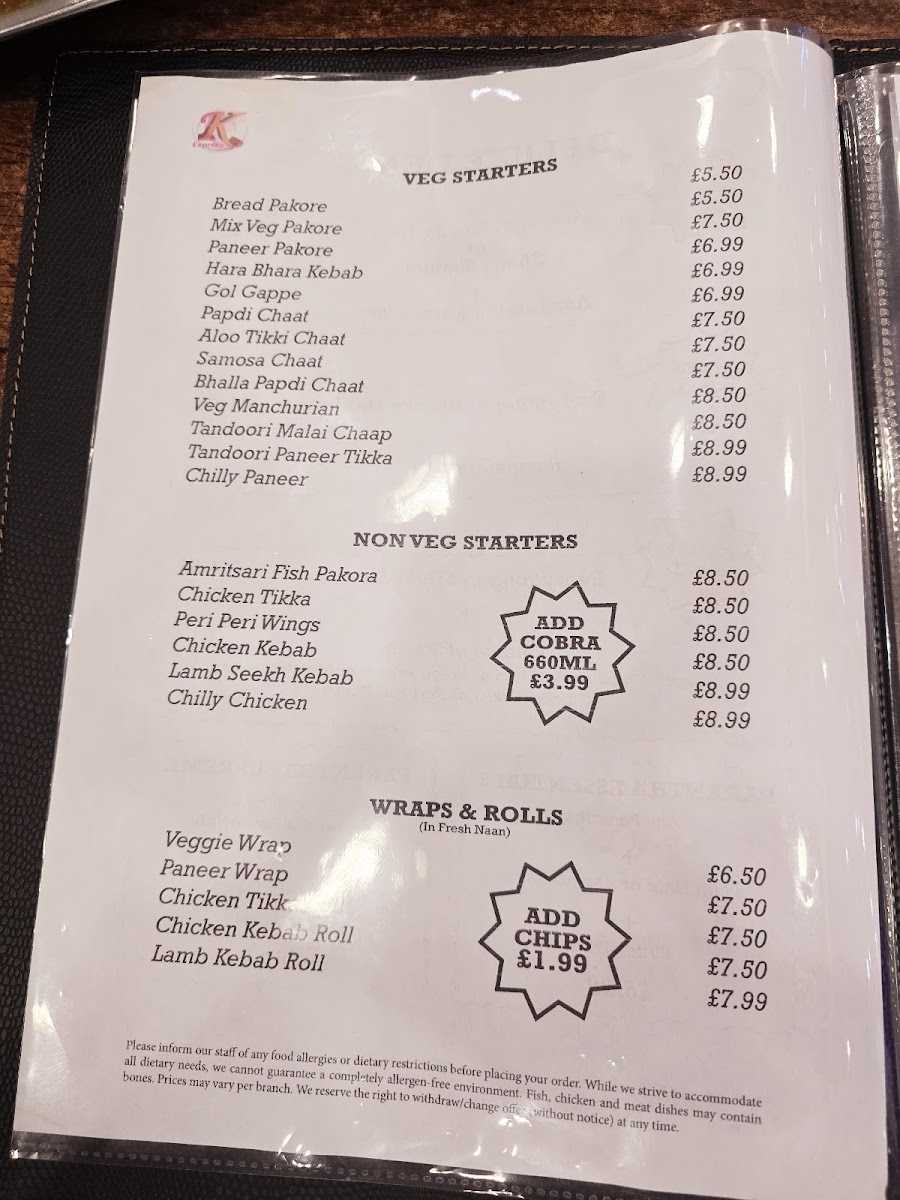 K
Express
VEG STARTERS
Bread Pakore £5.50
Mix Veg Pakore £5.50
Paneer Pakore £7.50
Hara Bhara Kebab £6.99
Gol Gappe £6.99
Papdi Chaat £6.99
Aloo Tikki Chaat £7.50
Samosa Chaat £7.50
Bhalla Papdi Chaat £7.50
Veg Manchurian £8.50
Tandoori Malai Chaap £8.50
Tandoori Paneer Tikka £8.99
Chilly Paneer £8.99
NON VEG STARTERS
Amritsari Fish Pakora £8.50
Chicken Tikka £8.50
Peri Peri Wings £8.50
Chicken Kebab £8.50
Lamb Seekh Kebab £8.99
Chilly Chicken £8.99
ADD
COBRA
660ML
£3.99
WRAPS & ROLLS
(In Fresh Naan)
Veggie Wrap £6.50
Paneer Wrap £7.50
Chicken Tikk £7.50
Chicken Kebab Roll £7.50
Lamb Kebab Roll £7.99
ADD
CHIPS
£1.99
Please inform our staff of any food allergies or dietary restrictions before placing your order. While we strive to accommodate
all dietary needs, we cannot guarantee a completely allergen-free environment. Fish, chicken and meat dishes may contain
bones. Prices may vary per branch. We reserve the right to withdraw/change offer (without notice) at any time.